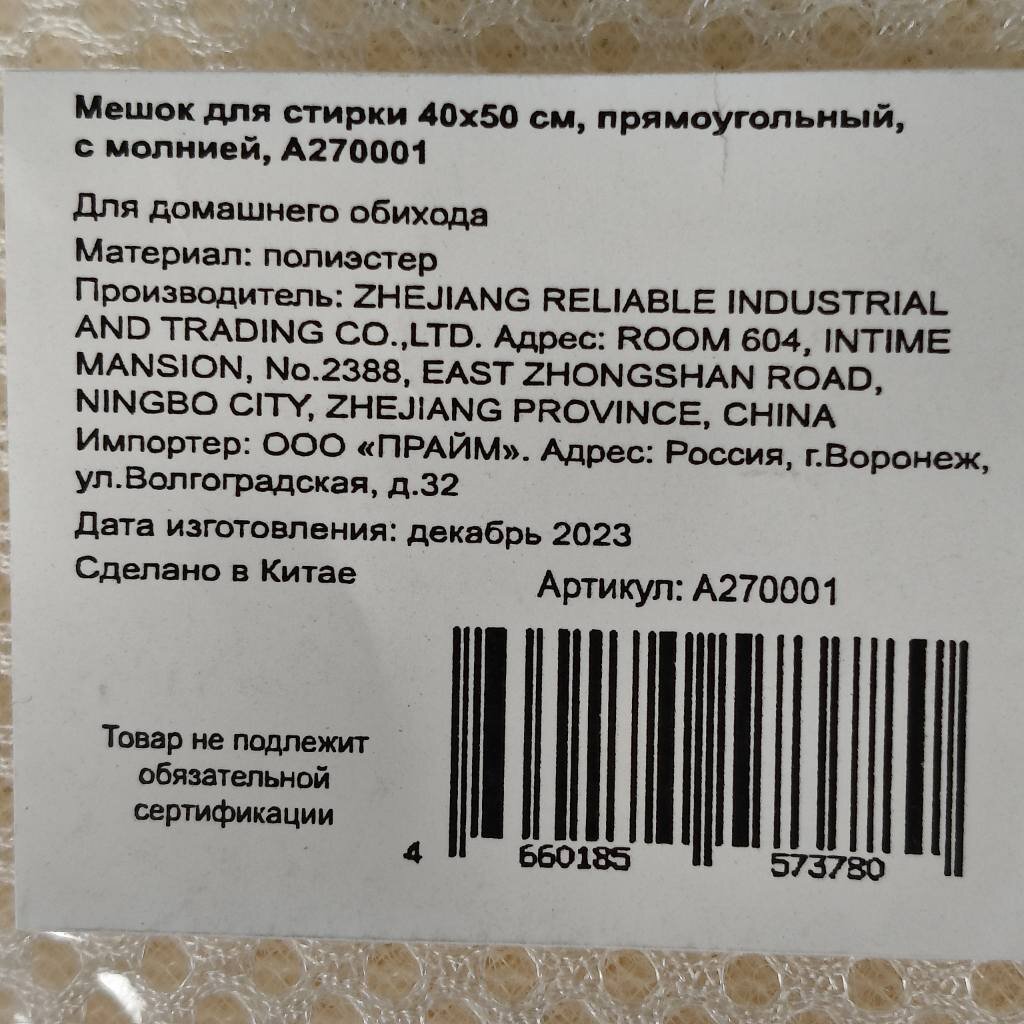 Мешок для стирки 40х50 см, прямоугольный,
с молнией, А270001
Для домашнего обихода
Материал: полиэстер
Производитель: ZHEJIANG RELIABLE INDUSTRIAL
AND TRADING CO.,LTD. Адрес: ROOM 604, INTIME
MANSION, No.2388, EAST ZHONGSHAN ROAD,
NINGBO CITY, ZHEJIANG PROVINCE, CHINA
Импортер: ООО «ПРАЙМ». Адрес: Россия, г.Воронеж,
ул.Волгоградская, д.32
Дата изготовления: декабрь 2023
Сделано в Китае
Артикул: А270001
Товар не подлежит
обязательной
сертификации
4 660185 573780